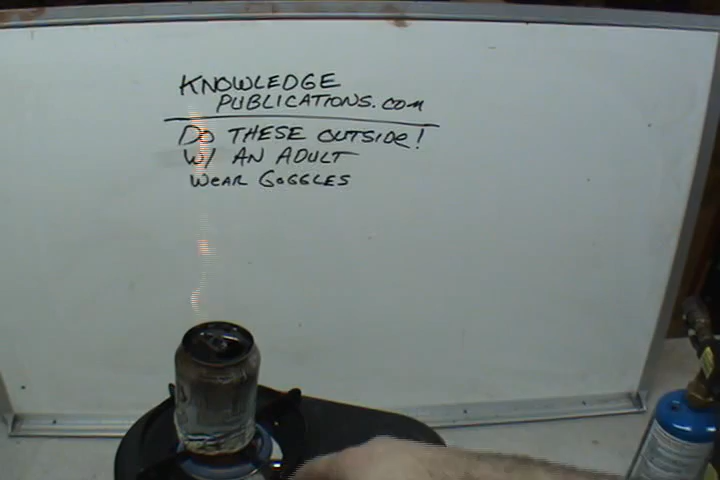 KNOWLEDGE
PUBLICATIONS.COM
DO THESE OUTSIDE!
W/ AN ADULT
WEAR GOGGLES